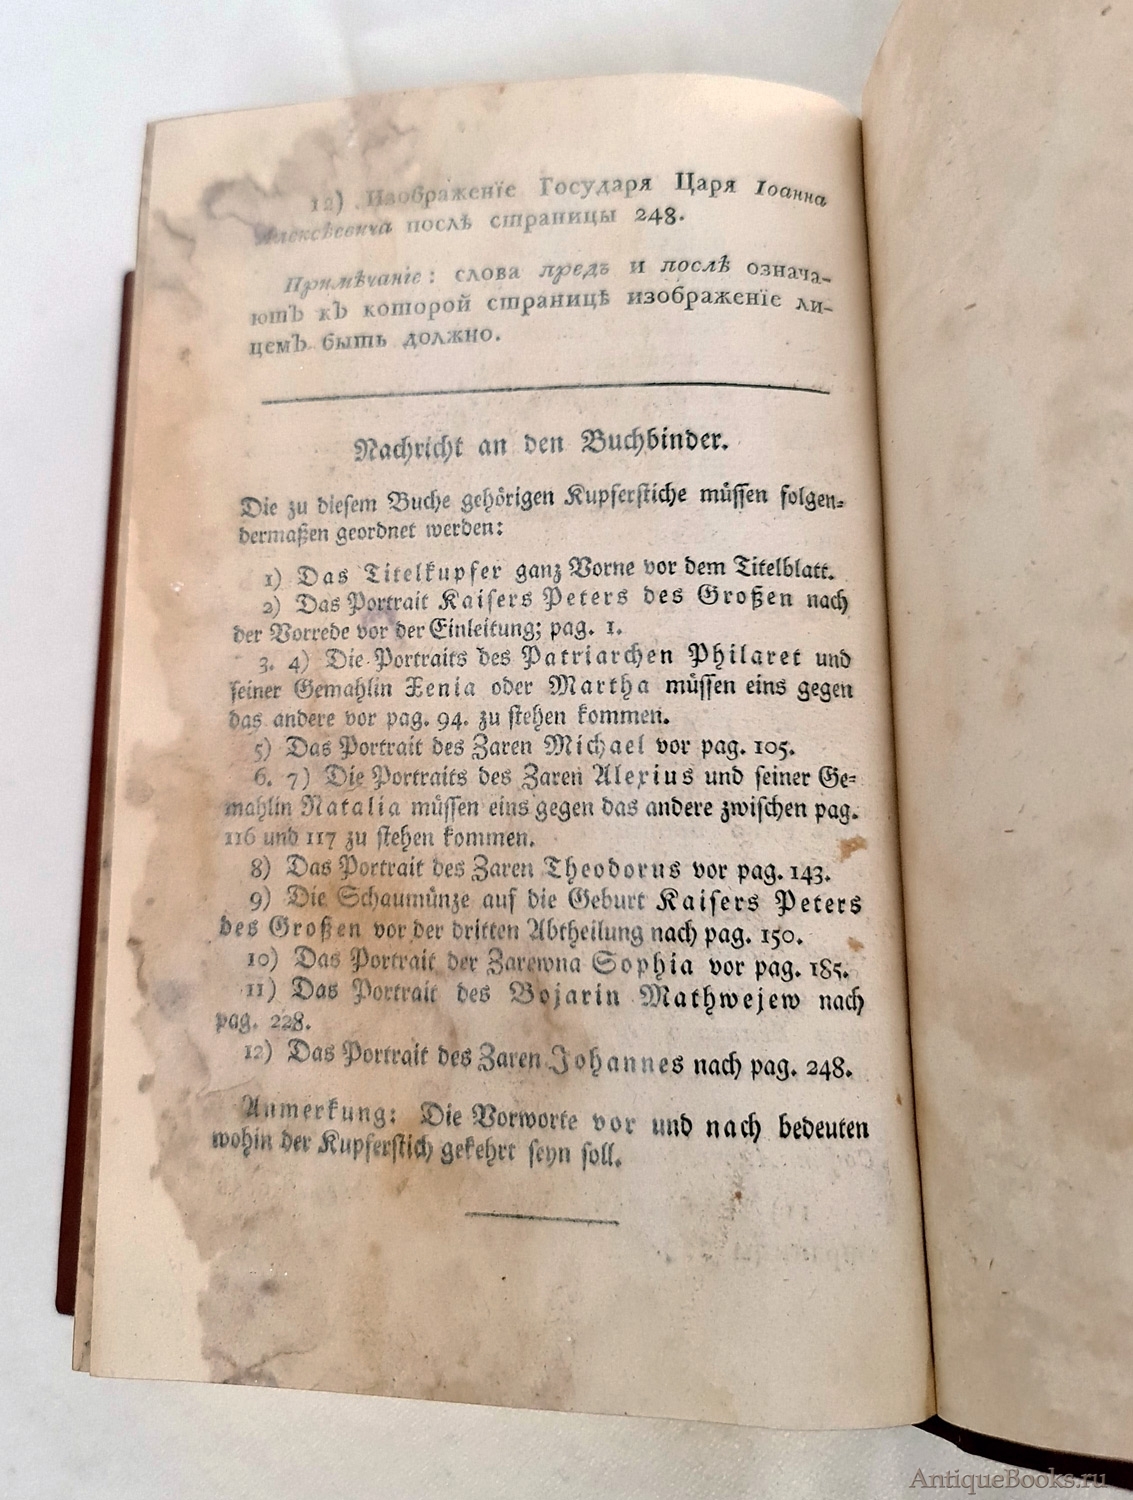 12) Изображенїе Государя Царя Іоанна
Алексѣевича послѣ страницы 248.
Примѣчанїе: слова предъ и послѣ означа-
ютъ къ которой страницѣ изображенїе ли-
цемъ быть должно.
Nachricht an den Buchbinder.
Die zu diesem Buche gehörigen Kupferstiche müssen folgen-
dermaßen geordnet werden:
1) Das Titelkupfer ganz Vorne vor dem Titelblatt.
2) Das Portrait Kaisers Peters des Großen nach
der Vorrede vor der Einleitung; pag. 1.
3. 4) Die Portraits des Patriarchen Philaret und
seiner Gemahlin Xenia oder Martha müssen eins gegen
das andere vor pag. 94. zu stehen kommen.
5) Das Portrait des Zaren Michael vor pag. 105.
6. 7) Die Portraits des Zaren Alexius und seiner Ge-
mahlin Natalia müssen eins gegen das andere zwischen pag.
116 und 117 zu stehen kommen.
8) Das Portrait des Zaren Theodorus vor pag. 143.
9) Die Schaumünze auf die Geburt Kaisers Peters
des Großen vor der dritten Abtheilung nach pag. 150.
10) Das Portrait der Zarewna Sophia vor pag. 185.
11) Das Portrait des Bojarin Mathwejew nach
pag. 228.
12) Das Portrait des Zaren Johannes nach pag. 248.
Anmerkung: Die Vorworte vor und nach bedeuten
wohin der Kupferstich gekehrt seyn soll.
AntiqueBooks.ru